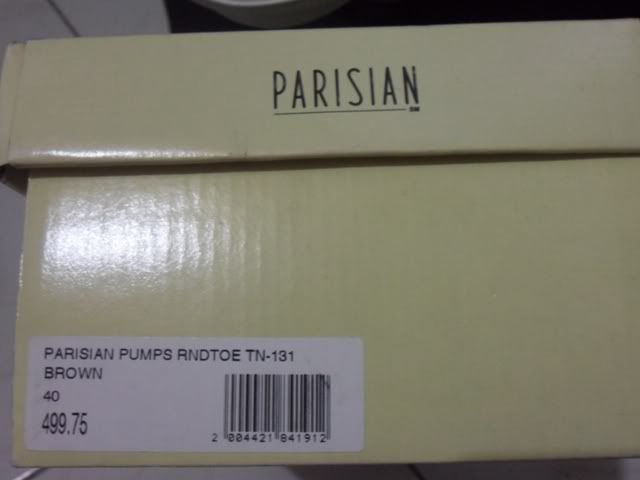 PARISIAN
SM
PARISIAN PUMPS RNDTOE TN-131
BROWN
40
499.75
2 004421 841912